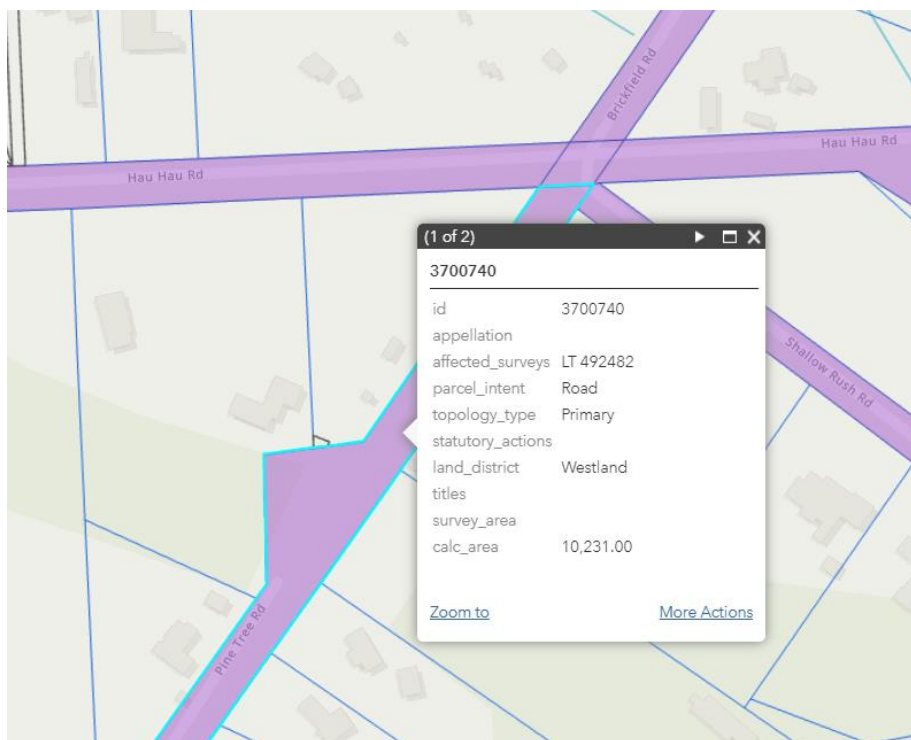 Brickfield Rd
Hau Hau Rd
Hau Hau Rd
(1 of 2)
3700740
id 3700740
appellation
affected_surveys LT 492482
parcel_intent Road
topology_type Primary
statutory_actions
land_district Westland
titles
survey_area
calc_area 10,231.00
Zoom to More Actions
Shallow Rush Rd
Pine Tree Rd